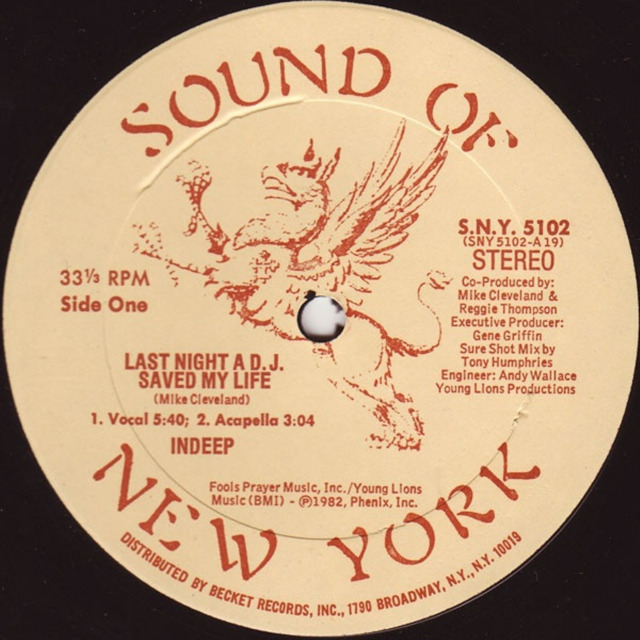 SOUND OF
S.N.Y. 5102
(SNY 5102-A 19)
STEREO
33⅓ RPM
Side One
Co-Produced by:
Mike Cleveland &
Reggie Thompson
Executive Producer:
Gene Griffin
Sure Shot Mix by
Tony Humphries
Engineer: Andy Wallace
Young Lions Productions
LAST NIGHT A D.J.
SAVED MY LIFE
(Mike Cleveland)
1. Vocal 5:40; 2. Acapella 3:04
INDEEP
Fools Prayer Music, Inc./Young Lions
Music (BMI) - ℗1982, Phenix, Inc.
NEW YORK
DISTRIBUTED BY BECKET RECORDS, INC., 1790 BROADWAY, N.Y., N.Y. 10019